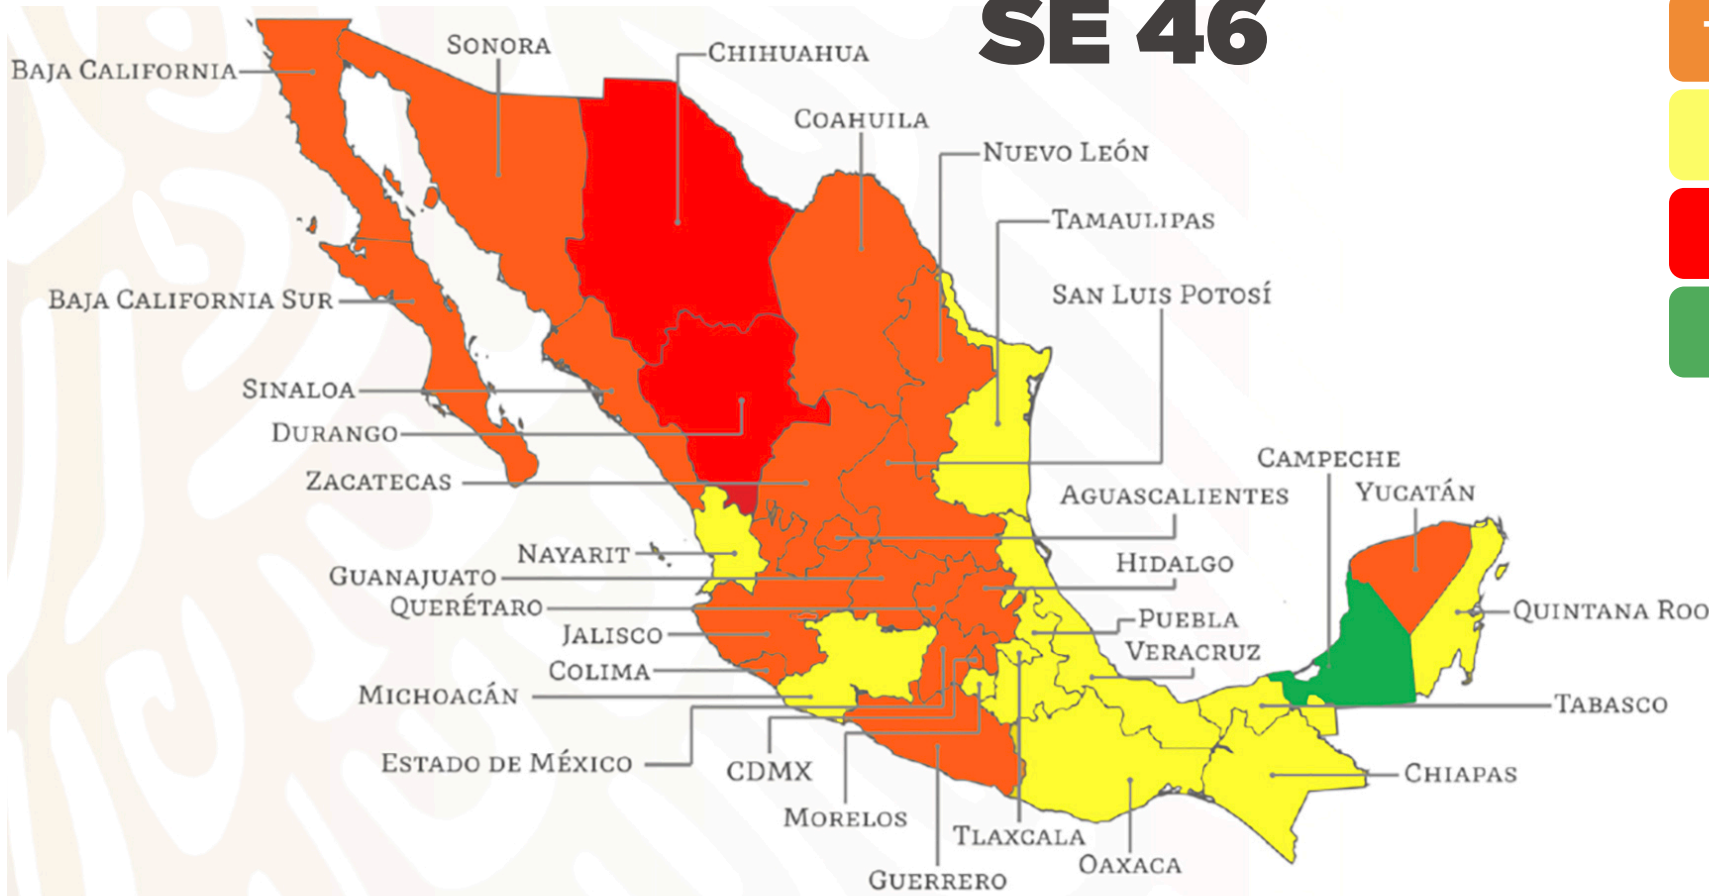 SE 46
SONORA
CHIHUAHUA
BAJA CALIFORNIA
COAHUILA
NUEVO LEÓN
TAMAULIPAS
SAN LUIS POTOSÍ
BAJA CALIFORNIA SUR
SINALOA
DURANGO
CAMPECHE
ZACATECAS
AGUASCALIENTES
YUCATÁN
NAYARIT
HIDALGO
GUANAJUATO
QUERÉTARO
QUINTANA ROO
PUEBLA
JALISCO
VERACRUZ
COLIMA
MICHOACÁN
TABASCO
ESTADO DE MÉXICO
CDMX
CHIAPAS
MORELOS
TLAXCALA
OAXACA
GUERRERO